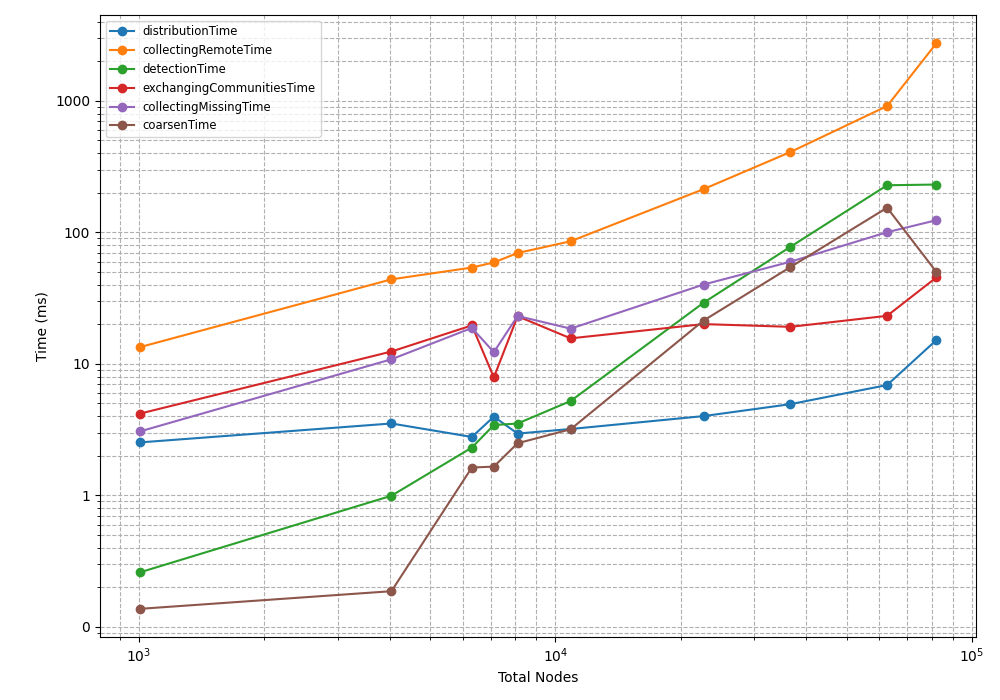 distributionTime
collectingRemoteTime
detectionTime
exchangingCommunitiesTime
collectingMissingTime
coarsenTime
1000
100
10
1
0
Time (ms)
10³
10⁴
10⁵
Total Nodes